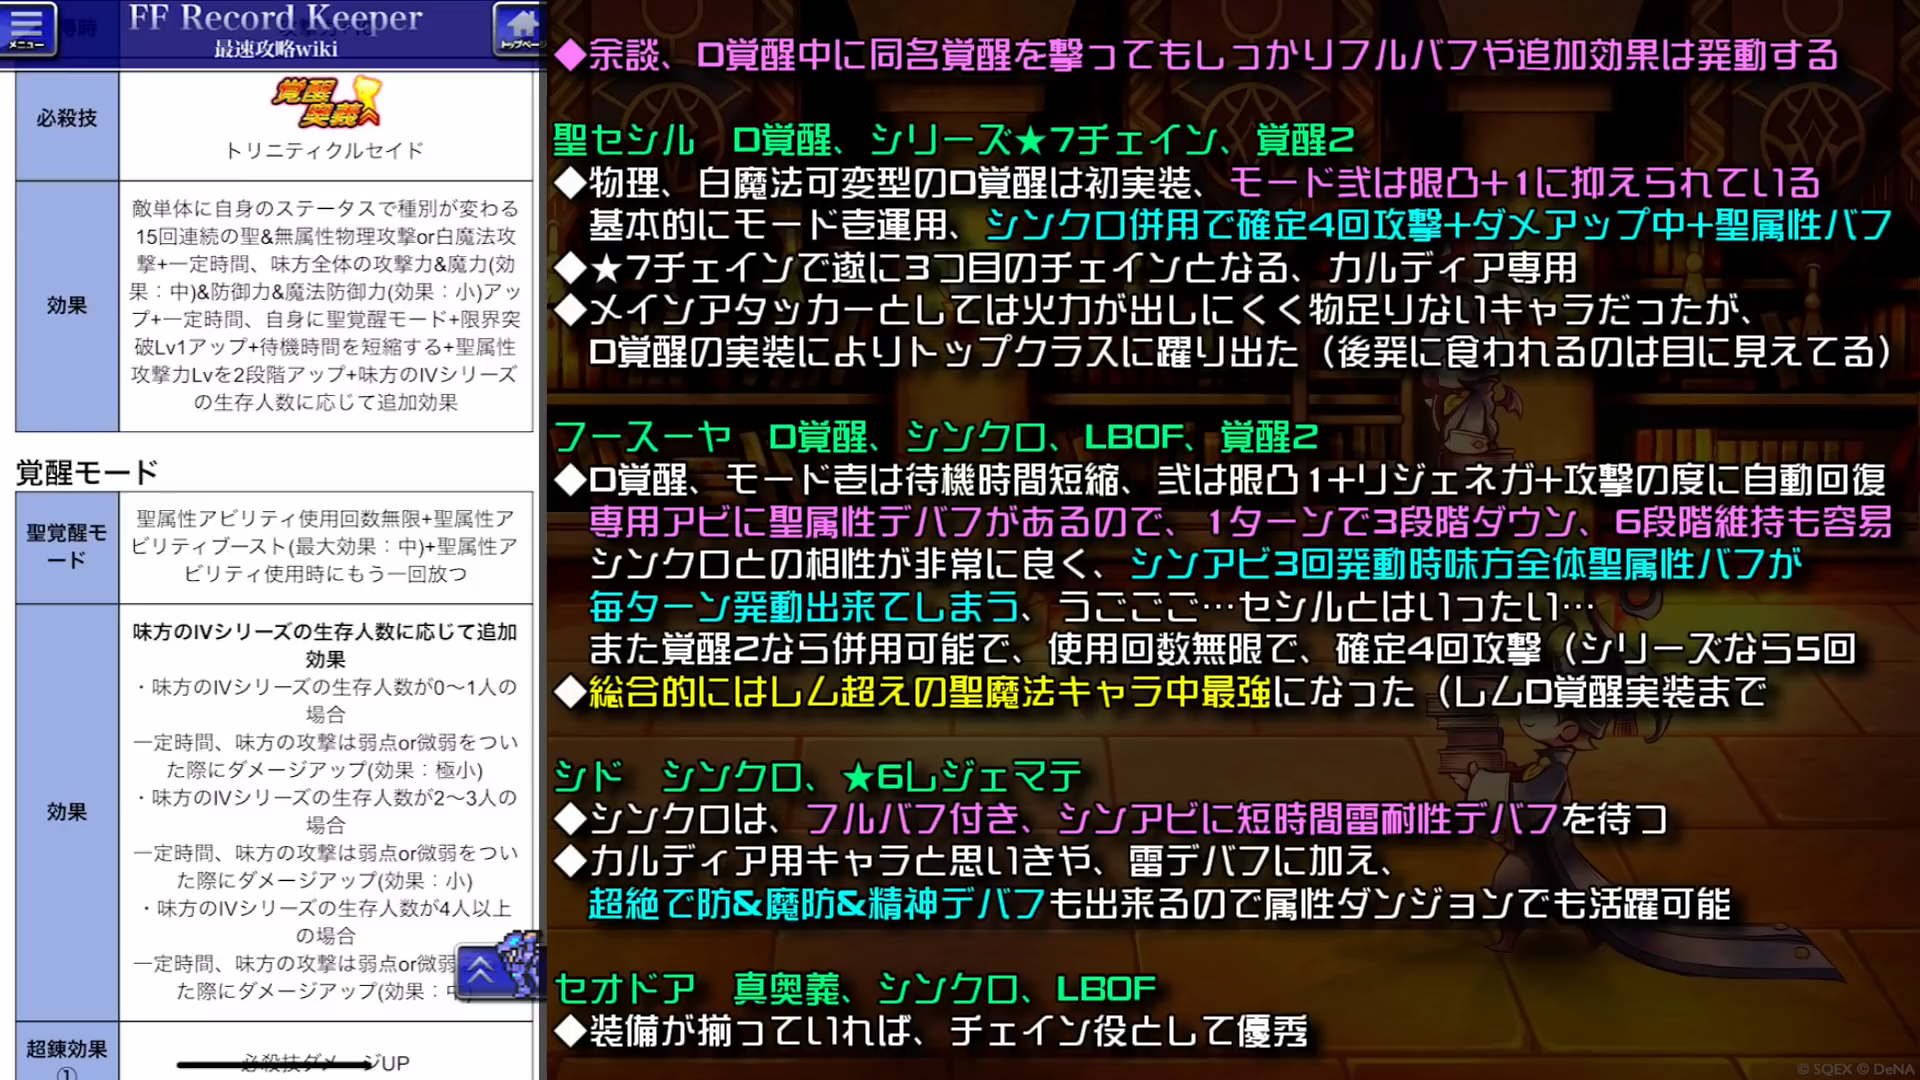 FF Record Keeper
最速攻略wiki
メニュー
トップページ
必殺技
覚醒奥義
トリニティクルセイド
効果
敵単体に自身のステータスで種別が変わる
15回連続の聖&無属性物理攻撃or白魔法攻
撃+一定時間、味方全体の攻撃力&魔力(効
果：中)&防御力&魔法防御力(効果：小)アッ
プ+一定時間、自身に聖覚醒モード+限界突
破Lv1アップ+待機時間を短縮する+聖属性
攻撃力Lvを2段階アップ+味方のIVシリーズ
の生存人数に応じて追加効果
覚醒モード
聖覚醒モ
ード
聖属性アビリティ使用回数無限+聖属性ア
ビリティブースト(最大効果：中)+聖属性ア
ビリティ使用時にもう一回放つ
効果
味方のIVシリーズの生存人数に応じて追加
効果
・味方のIVシリーズの生存人数が0〜1人の
場合
一定時間、味方の攻撃は弱点or微弱をつい
た際にダメージアップ(効果：極小)
・味方のIVシリーズの生存人数が2〜3人の
場合
一定時間、味方の攻撃は弱点or微弱をつい
た際にダメージアップ(効果：小)
・味方のIVシリーズの生存人数が4人以上
の場合
一定時間、味方の攻撃は弱点or微弱
た際にダメージアップ(効果：中)
超錬効果
①
必殺技ダメージUP
◆余談、D覚醒中に同名覚醒を撃ってもしっかりフルバフや追加効果は発動する
聖セシル　D覚醒、シリーズ★7チェイン、覚醒2
◆物理、白魔法可変型のD覚醒は初実装、モード弐は限凸+1に抑えられている
基本的にモード壱運用、シンクロ併用で確定4回攻撃+ダメアップ中+聖属性バフ
◆★7チェインで遂に3つ目のチェインとなる、カルディア専用
◆メインアタッカーとしては火力が出しにくく物足りないキャラだったが、
D覚醒の実装によりトップクラスに躍り出た（後発に食われるのは目に見えてる）
フースーヤ　D覚醒、シンクロ、LBOF、覚醒2
◆D覚醒、モード壱は待機時間短縮、弐は限凸1+リジェネガ+攻撃の度に自動回復
専用アビに聖属性デバフがあるので、1ターンで3段階ダウン、6段階維持も容易
シンクロとの相性が非常に良く、シンアビ3回発動時味方全体聖属性バフが
毎ターン発動出来てしまう、うごごご…セシルとはいったい…
また覚醒2なら併用可能で、使用回数無限で、確定4回攻撃（シリーズなら5回
◆総合的にはレム超えの聖魔法キャラ中最強になった（レムD覚醒実装まで
シド　シンクロ、★6レジェマテ
◆シンクロは、フルバフ付き、シンアビに短時間雷耐性デバフを待つ
◆カルディア用キャラと思いきや、雷デバフに加え、
超絶で防&魔防&精神デバフも出来るので属性ダンジョンでも活躍可能
セオドア　真奥義、シンクロ、LBOF
◆装備が揃っていれば、チェイン役として優秀
© SQEX © DeNA